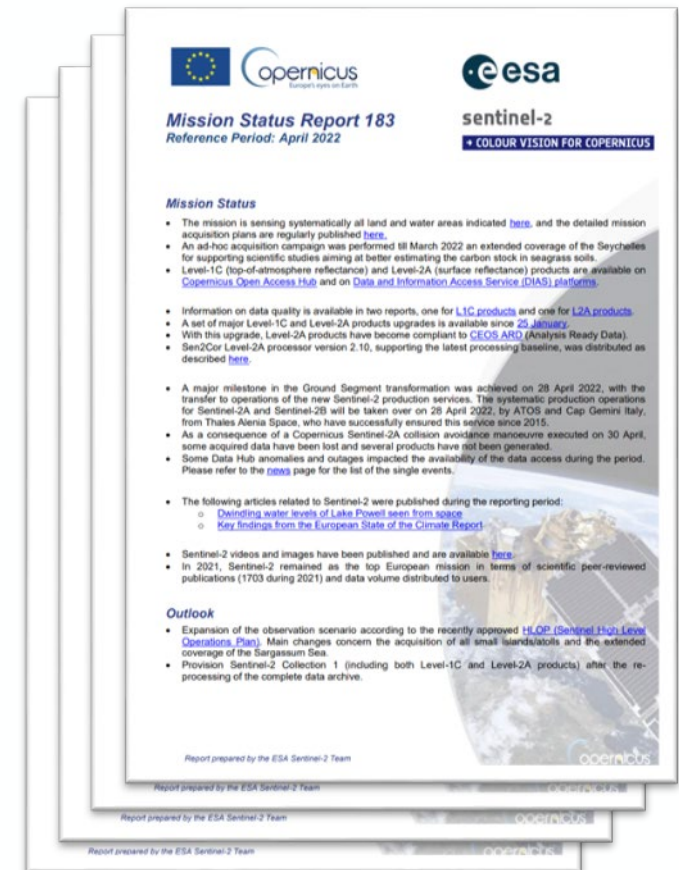 opernicus
Europe's eyes on Earth
esa
Mission Status Report 183
Reference Period: April 2022
sentinel-2
→ COLOUR VISION FOR COPERNICUS
Mission Status
• The mission is sensing systematically all land and water areas indicated here, and the detailed mission
acquisition plans are regularly published here.
• An ad-hoc acquisition campaign was performed till March 2022 an extended coverage of the Seychelles
for supporting scientific studies aiming at better estimating the carbon stock in seagrass soils.
• Level-1C (top-of-atmosphere reflectance) and Level-2A (surface reflectance) products are available on
Copernicus Open Access Hub and on Data and Information Access Service (DIAS) platforms.
• Information on data quality is available in two reports, one for L1C products and one for L2A products.
• A set of major Level-1C and Level-2A products upgrades is available since 25 January.
• With this upgrade, Level-2A products have become compliant to CEOS ARD (Analysis Ready Data).
• Sen2Cor Level-2A processor version 2.10, supporting the latest processing baseline, was distributed as
described here.
• A major milestone in the Ground Segment transformation was achieved on 28 April 2022, with the
transfer to operations of the new Sentinel-2 production services. The systematic production operations
for Sentinel-2A and Sentinel-2B will be taken over on 28 April 2022, by ATOS and Cap Gemini Italy,
from Thales Alenia Space, who have successfully ensured this service since 2015.
• As a consequence of a Copernicus Sentinel-2A collision avoidance manoeuvre executed on 30 April,
some acquired data have been lost and several products have not been generated.
• Some Data Hub anomalies and outages impacted the availability of the data access during the period.
Please refer to the news page for the list of the single events.
• The following articles related to Sentinel-2 were published during the reporting period:
o Dwindling water levels of Lake Powell seen from space
o Key findings from the European State of the Climate Report
• Sentinel-2 videos and images have been published and are available here.
• In 2021, Sentinel-2 remained as the top European mission in terms of scientific peer-reviewed
publications (1703 during 2021) and data volume distributed to users.
Outlook
• Expansion of the observation scenario according to the recently approved HLOP (Sentinel High Level
Operations Plan). Main changes concern the acquisition of all small islands/atolls and the extended
coverage of the Sargassum Sea.
• Provision Sentinel-2 Collection 1 (including both Level-1C and Level-2A products) after the re-
processing of the complete data archive.
Report prepared by the ESA Sentinel-2 Team
opernicus
Report prepared by the ESA Sentinel-2 Team
opernicus
Report prepared by the ESA Sentinel-2 Team
opernicus
Report prepared by the ESA Sentinel-2 Team
opernicus